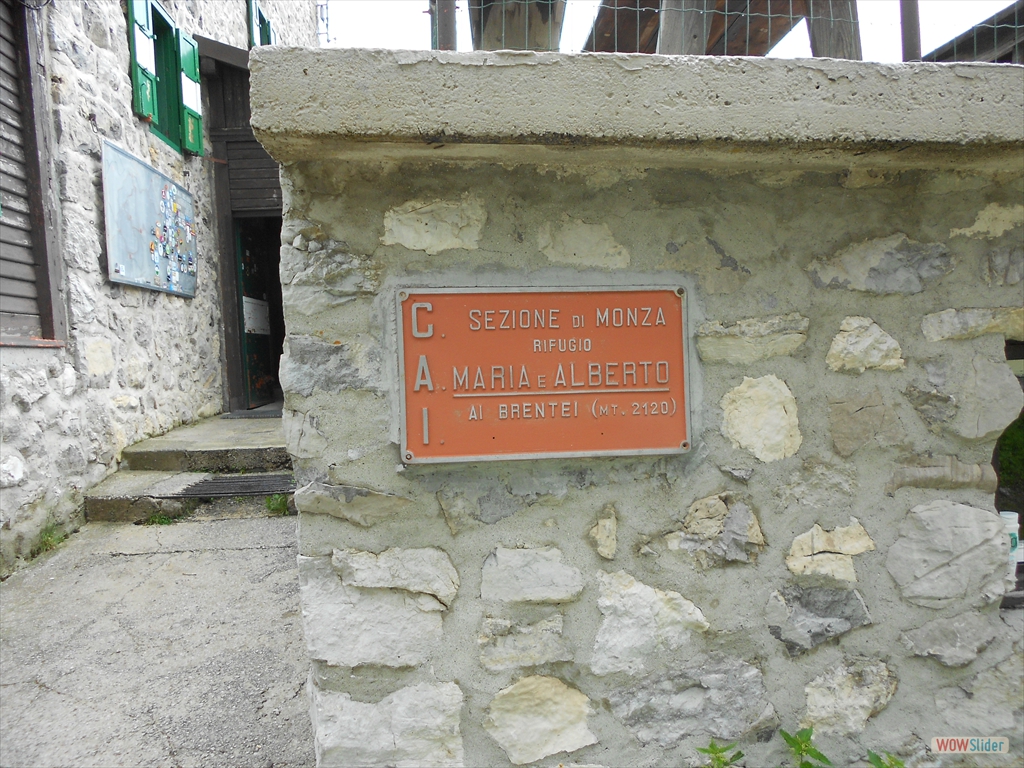 C. SEZIONE DI MONZA
RIFUGIO
A. MARIA E ALBERTO
AI BRENTEI (MT. 2120)
I.
WOWSlider